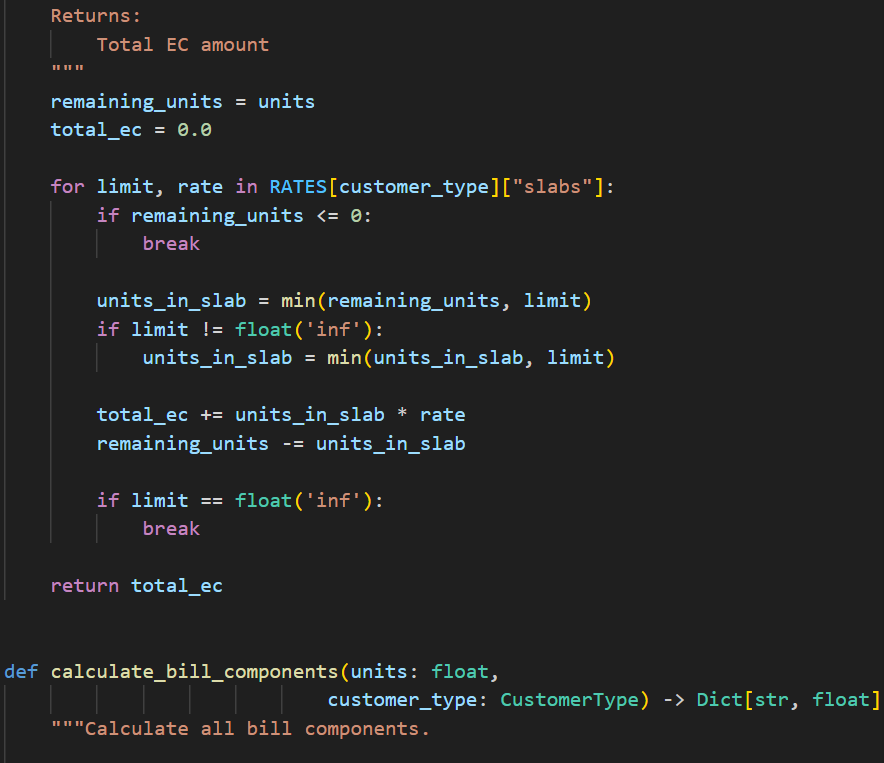 Returns:
        Total EC amount
    """
    remaining_units = units
    total_ec = 0.0

    for limit, rate in RATES[customer_type]["slabs"]:
        if remaining_units <= 0:
            break

        units_in_slab = min(remaining_units, limit)
        if limit != float('inf'):
            units_in_slab = min(units_in_slab, limit)

        total_ec += units_in_slab * rate
        remaining_units -= units_in_slab

        if limit == float('inf'):
            break

    return total_ec


def calculate_bill_components(units: float,
                            customer_type: CustomerType) -> Dict[str, float]
    """Calculate all bill components.